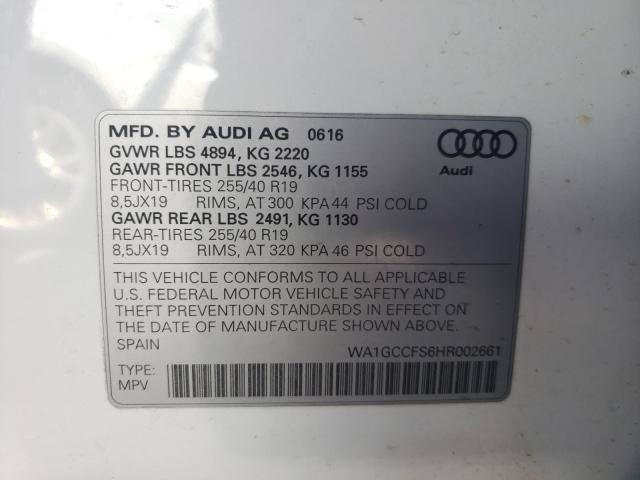 MFD. BY AUDI AG 0616
GVWR LBS 4894, KG 2220
GAWR FRONT LBS 2546, KG 1155
FRONT-TIRES 255/40 R19
8,5JX19 RIMS, AT 300 KPA 44 PSI COLD
GAWR REAR LBS 2491, KG 1130
REAR-TIRES 255/40 R19
8,5JX19 RIMS, AT 320 KPA 46 PSI COLD
Audi
THIS VEHICLE CONFORMS TO ALL APPLICABLE
U.S. FEDERAL MOTOR VEHICLE SAFETY AND
THEFT PREVENTION STANDARDS IN EFFECT ON
THE DATE OF MANUFACTURE SHOWN ABOVE.
SPAIN WA1GCCFS6HR002661
TYPE:
MPV